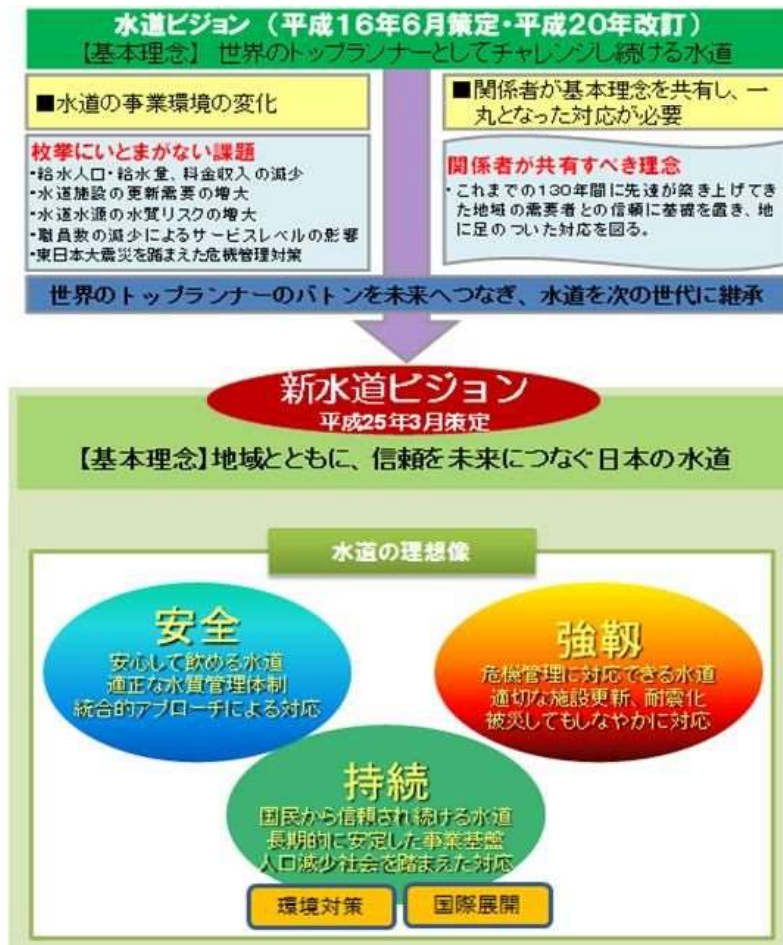 水道ビジョン（平成16年6月策定・平成20年改訂）
【基本理念】 世界のトップランナーとしてチャレンジし続ける水道
■水道の事業環境の変化
枚挙にいとまがない課題
・給水人口・給水量、料金収入の減少
・水道施設の更新需要の増大
・水道水源の水質リスクの増大
・職員数の減少によるサービスレベルの影響
・東日本大震災を踏まえた危機管理対策
■関係者が基本理念を共有し、一
丸となった対応が必要
関係者が共有すべき理念
・これまでの130年間に先達が築き上げてき
た地域の需要者との信頼に基礎を置き、地
に足のついた対応を図る。
世界のトップランナーのバトンを未来へつなぎ、水道を次の世代に継承
新水道ビジョン
平成25年3月策定
【基本理念】地域とともに、信頼を未来につなぐ日本の水道
水道の理想像
安全
安心して飲める水道
適正な水質管理体制
統合的アプローチによる対応
強靱
危機管理に対応できる水道
適切な施設更新、耐震化
被災してもしなやかに対応
持続
国民から信頼され続ける水道
長期的に安定した事業基盤
人口減少社会を踏まえた対応
環境対策
国際展開